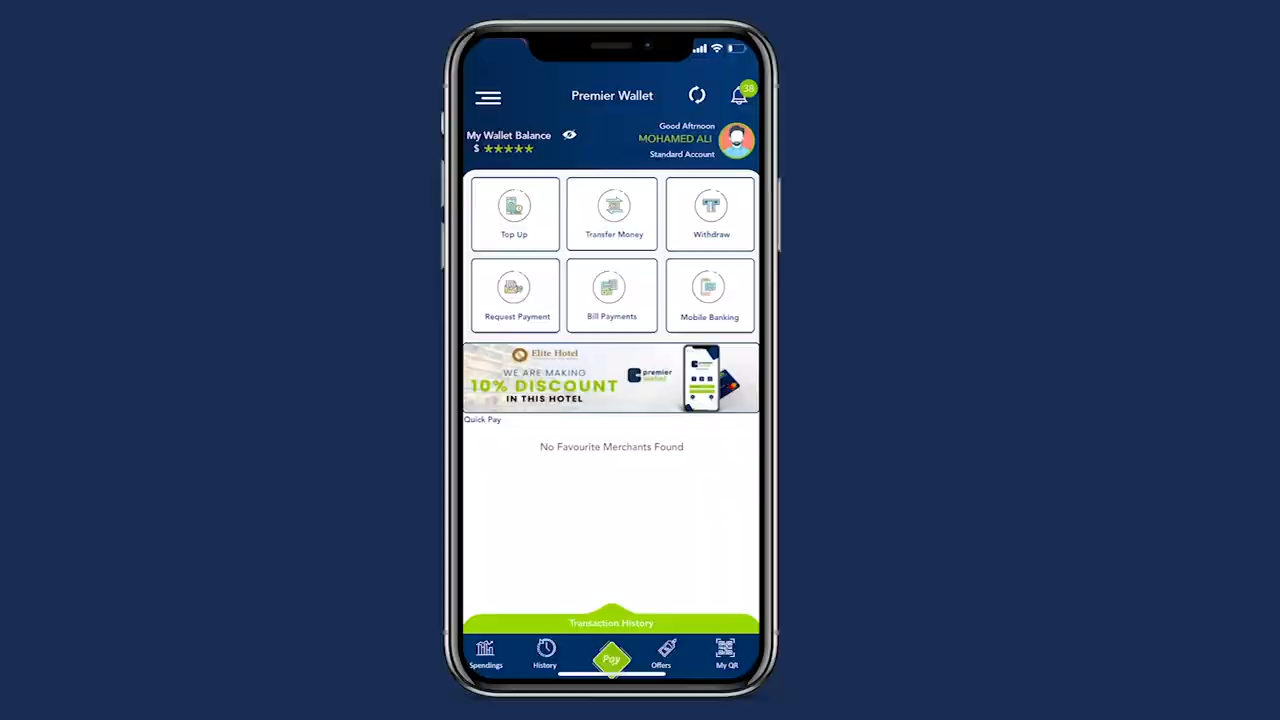 Premier Wallet
38
Good Aftrnoon
My Wallet Balance
MOHAMED ALI
$ *****
Standard Account
Top Up
Transfer Money
Withdraw
Request Payment
Bill Payments
Mobile Banking
Elite Hotel
WE ARE MAKING
10% DISCOUNT
IN THIS HOTEL
premier
wallet
Quick Pay
No Favourite Merchants Found
Transaction History
Spendings
History
Pay
Offers
My QR